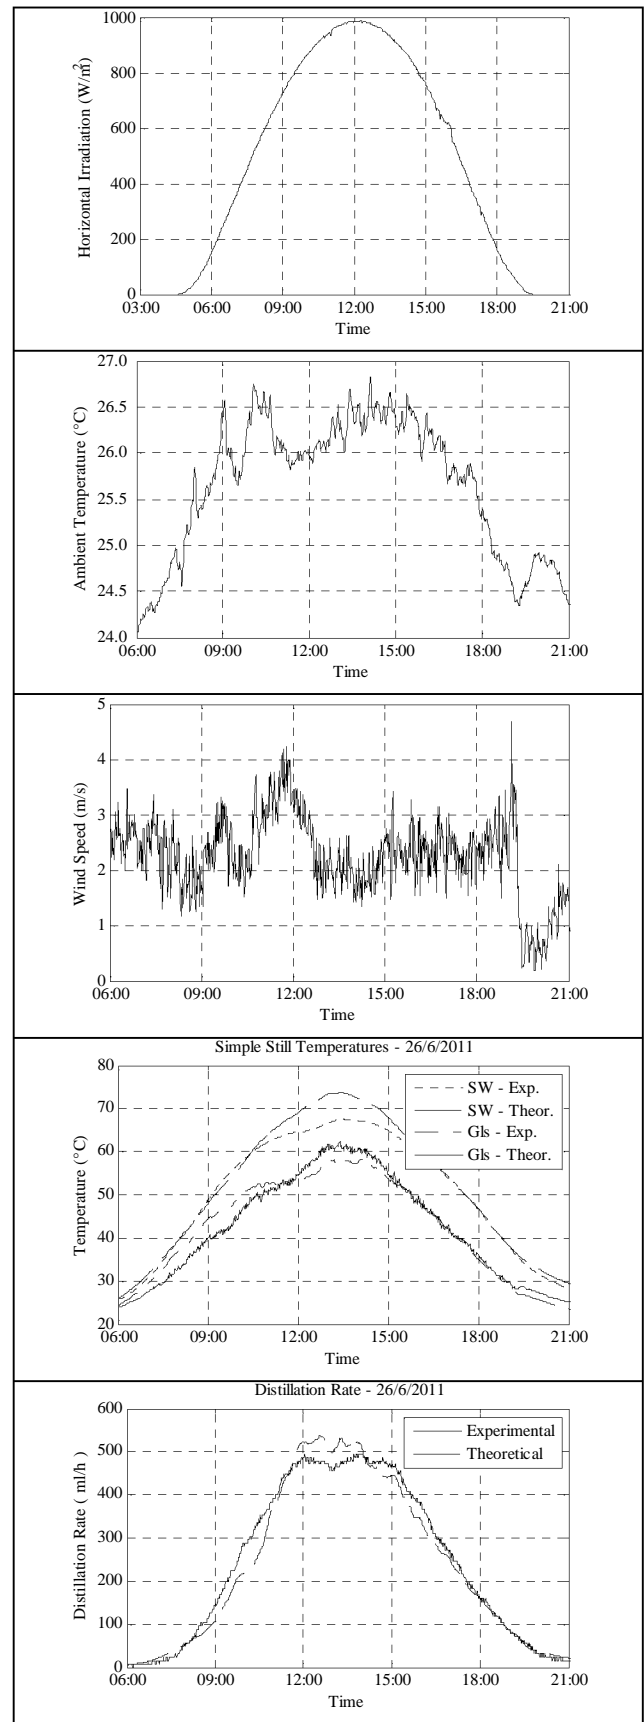 1000
800
600
400
200
0
Horizontal Irradiation (W/m²)
03:00 06:00 09:00 12:00 15:00 18:00 21:00
Time
27.0
26.5
26.0
25.5
25.0
24.5
24.0
Ambient Temperature (°C)
06:00 09:00 12:00 15:00 18:00 21:00
Time
5
4
3
2
1
0
Wind Speed (m/s)
06:00 09:00 12:00 15:00 18:00 21:00
Time
Simple Still Temperatures - 26/6/2011
80
70
60
50
40
30
20
Temperature (°C)
SW - Exp.
SW - Theor.
Gls - Exp.
Gls - Theor.
06:00 09:00 12:00 15:00 18:00 21:00
Time
Distillation Rate - 26/6/2011
600
500
400
300
200
100
0
Distillation Rate ( ml/h )
Experimental
Theoretical
06:00 09:00 12:00 15:00 18:00 21:00
Time